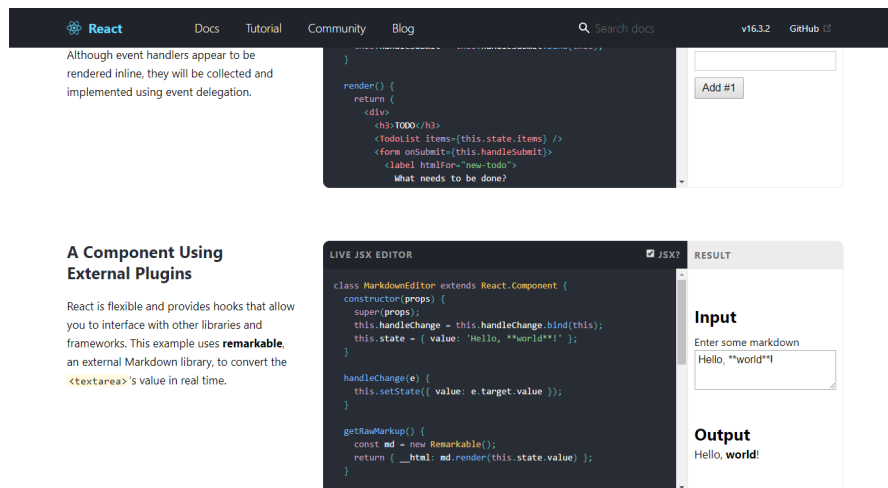 React Docs Tutorial Community Blog Search docs v16.3.2 GitHub
Although event handlers appear to be
rendered inline, they will be collected and
implemented using event delegation.
}
render() {
return (
<div>
<h3>TODO</h3>
<TodoList items={this.state.items} />
<form onSubmit={this.handleSubmit}>
<label htmlFor="new-todo">
What needs to be done?
Add #1
A Component Using
External Plugins
React is flexible and provides hooks that allow
you to interface with other libraries and
frameworks. This example uses remarkable,
an external Markdown library, to convert the
<textarea>'s value in real time.
LIVE JSX EDITOR JSX?
class MarkdownEditor extends React.Component {
constructor(props) {
super(props);
this.handleChange = this.handleChange.bind(this);
this.state = { value: 'Hello, **world**!' };
}
handleChange(e) {
this.setState({ value: e.target.value });
}
getRawMarkup() {
const md = new Remarkable();
return { __html: md.render(this.state.value) };
}
RESULT
Input
Enter some markdown
Hello, **world**!
Output
Hello, world!